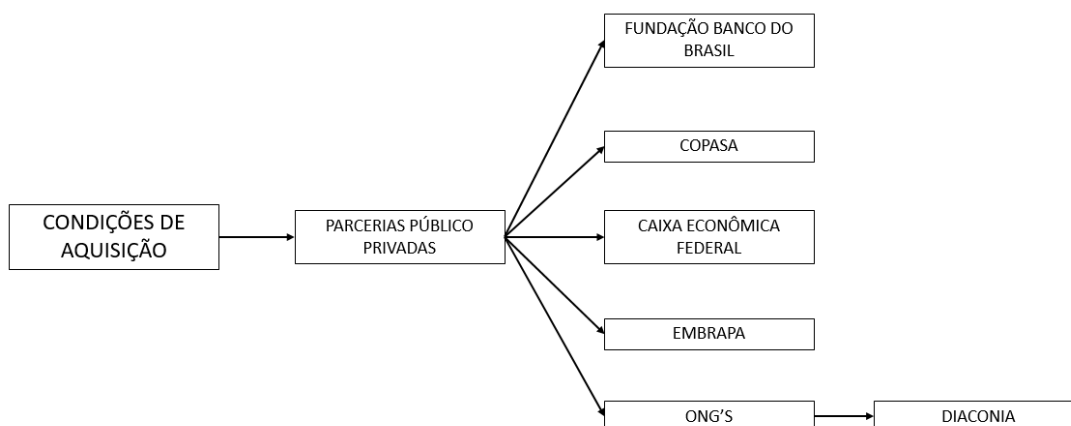 FUNDAÇÃO BANCO DO
BRASIL
COPASA
CONDIÇÕES DE
AQUISIÇÃO
PARCERIAS PÚBLICO
PRIVADAS
CAIXA ECONÔMICA
FEDERAL
EMBRAPA
ONG’S
DIACONIA